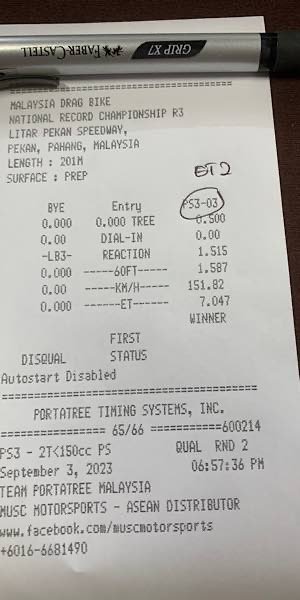 FABER-CASTELL GRIP X7
MALAYSIA DRAG BIKE
NATIONAL RECORD CHAMPIONSHIP R3
LITAR PEKAN SPEEDWAY,
PEKAN, PAHANG, MALAYSIA
LENGTH : 201M
SURFACE : PREP
ET2
BYE Entry PS3-03
0.000 0.000 TREE 0.500
0.00 DIAL-IN 0.00
-LB3- REACTION 1.515
0.000 ------60FT----- 1.587
0.00 -----KM/H----- 151.82
0.000 ------ET----- 7.047
WINNER
FIRST
DISQUAL STATUS
Autostart Disabled
PORTATREE TIMING SYSTEMS, INC.
================ 65/66 ===========600214
PS3 - 2T<150cc PS QUAL RND 2
September 3, 2023 06:57:36 PM
TEAM PORTATREE MALAYSIA
MUSC MOTORSPORTS - ASEAN DISTRIBUTOR
www.facebook.com/muscmotorsports
+6016-6681490